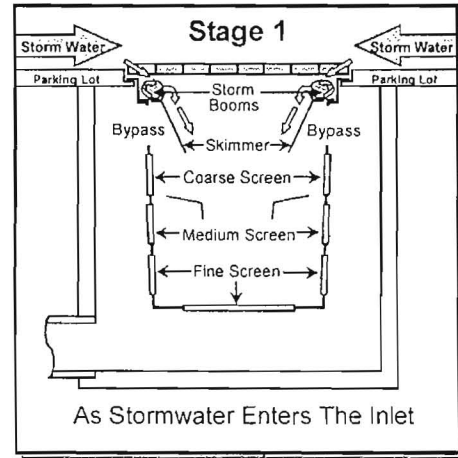 Stage 1
Storm Water
Storm Water
Parking Lot
Parking Lot
Storm
Booms
Bypass
Bypass
Skimmer
Coarse Screen
Medium Screen
Fine Screen
As Stormwater Enters The Inlet